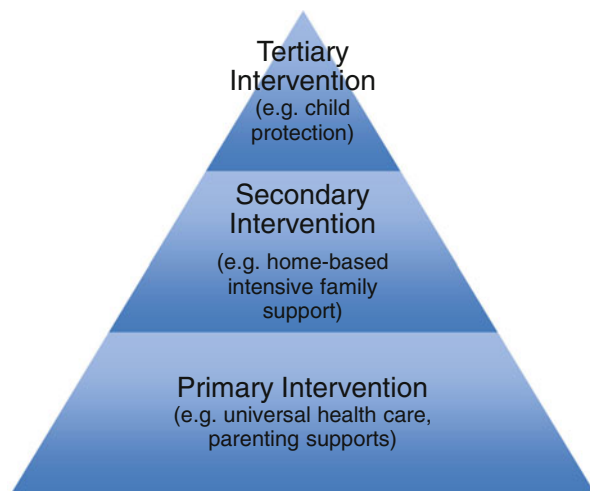 Tertiary
Intervention
(e.g. child
protection)
Secondary
Intervention
(e.g. home-based
intensive family
support)
Primary Intervention
(e.g. universal health care,
parenting supports)